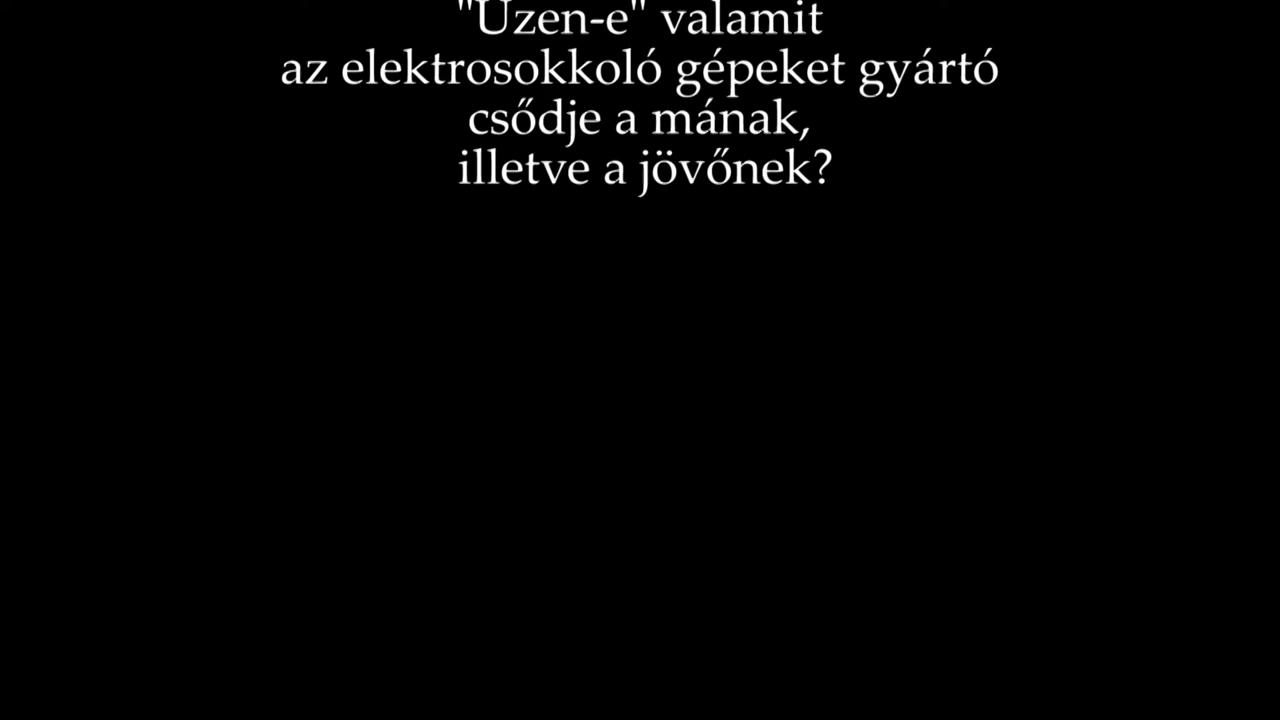 "Üzen-e" valamit
az elektrosokkoló gépeket gyártó
csődje a mának,
illetve a jövőnek?